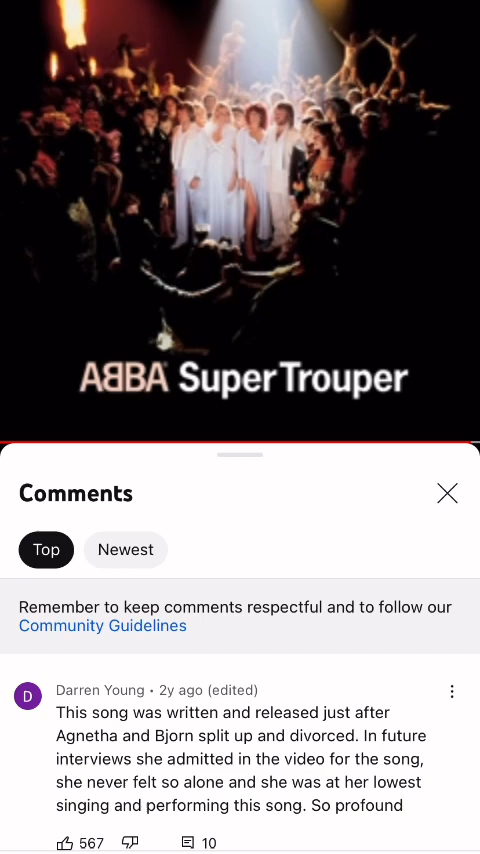 ABBA Super Trouper
Comments
Top
Newest
Remember to keep comments respectful and to follow our
Community Guidelines
D
Darren Young • 2y ago (edited)
This song was written and released just after
Agnetha and Bjorn split up and divorced. In future
interviews she admitted in the video for the song,
she never felt so alone and she was at her lowest
singing and performing this song. So profound
567
10